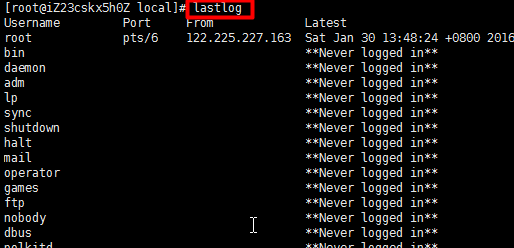 [root@iZ23cskx5h0Z local]# lastlog
Username Port From Latest
root pts/6 122.225.227.163 Sat Jan 30 13:48:24 +0800 2016
bin **Never logged in**
daemon **Never logged in**
adm **Never logged in**
lp **Never logged in**
sync **Never logged in**
shutdown **Never logged in**
halt **Never logged in**
mail **Never logged in**
operator **Never logged in**
games **Never logged in**
ftp **Never logged in**
nobody **Never logged in**
dbus **Never logged in**
polkitd **Never logged in**